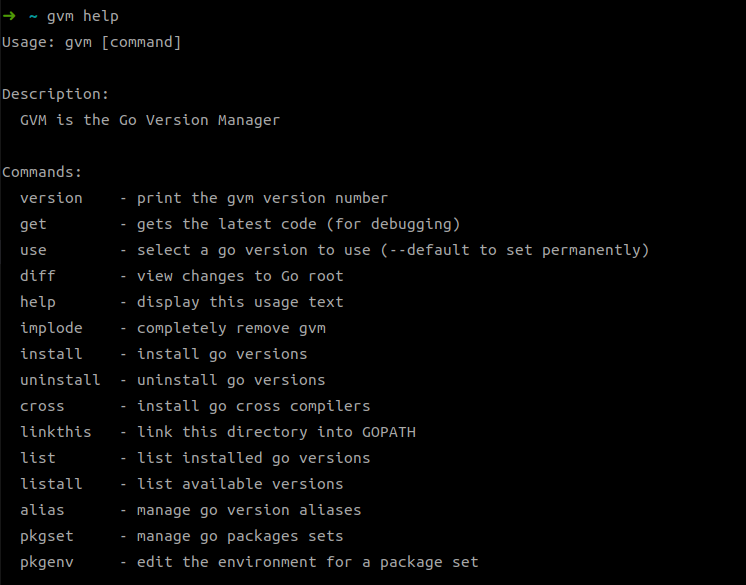 ➜ ~ gvm help
Usage: gvm [command]

Description:
  GVM is the Go Version Manager

Commands:
  version    - print the gvm version number
  get        - gets the latest code (for debugging)
  use        - select a go version to use (--default to set permanently)
  diff       - view changes to Go root
  help       - display this usage text
  implode    - completely remove gvm
  install    - install go versions
  uninstall  - uninstall go versions
  cross      - install go cross compilers
  linkthis   - link this directory into GOPATH
  list       - list installed go versions
  listall    - list available versions
  alias      - manage go version aliases
  pkgset     - manage go packages sets
  pkgenv     - edit the environment for a package set